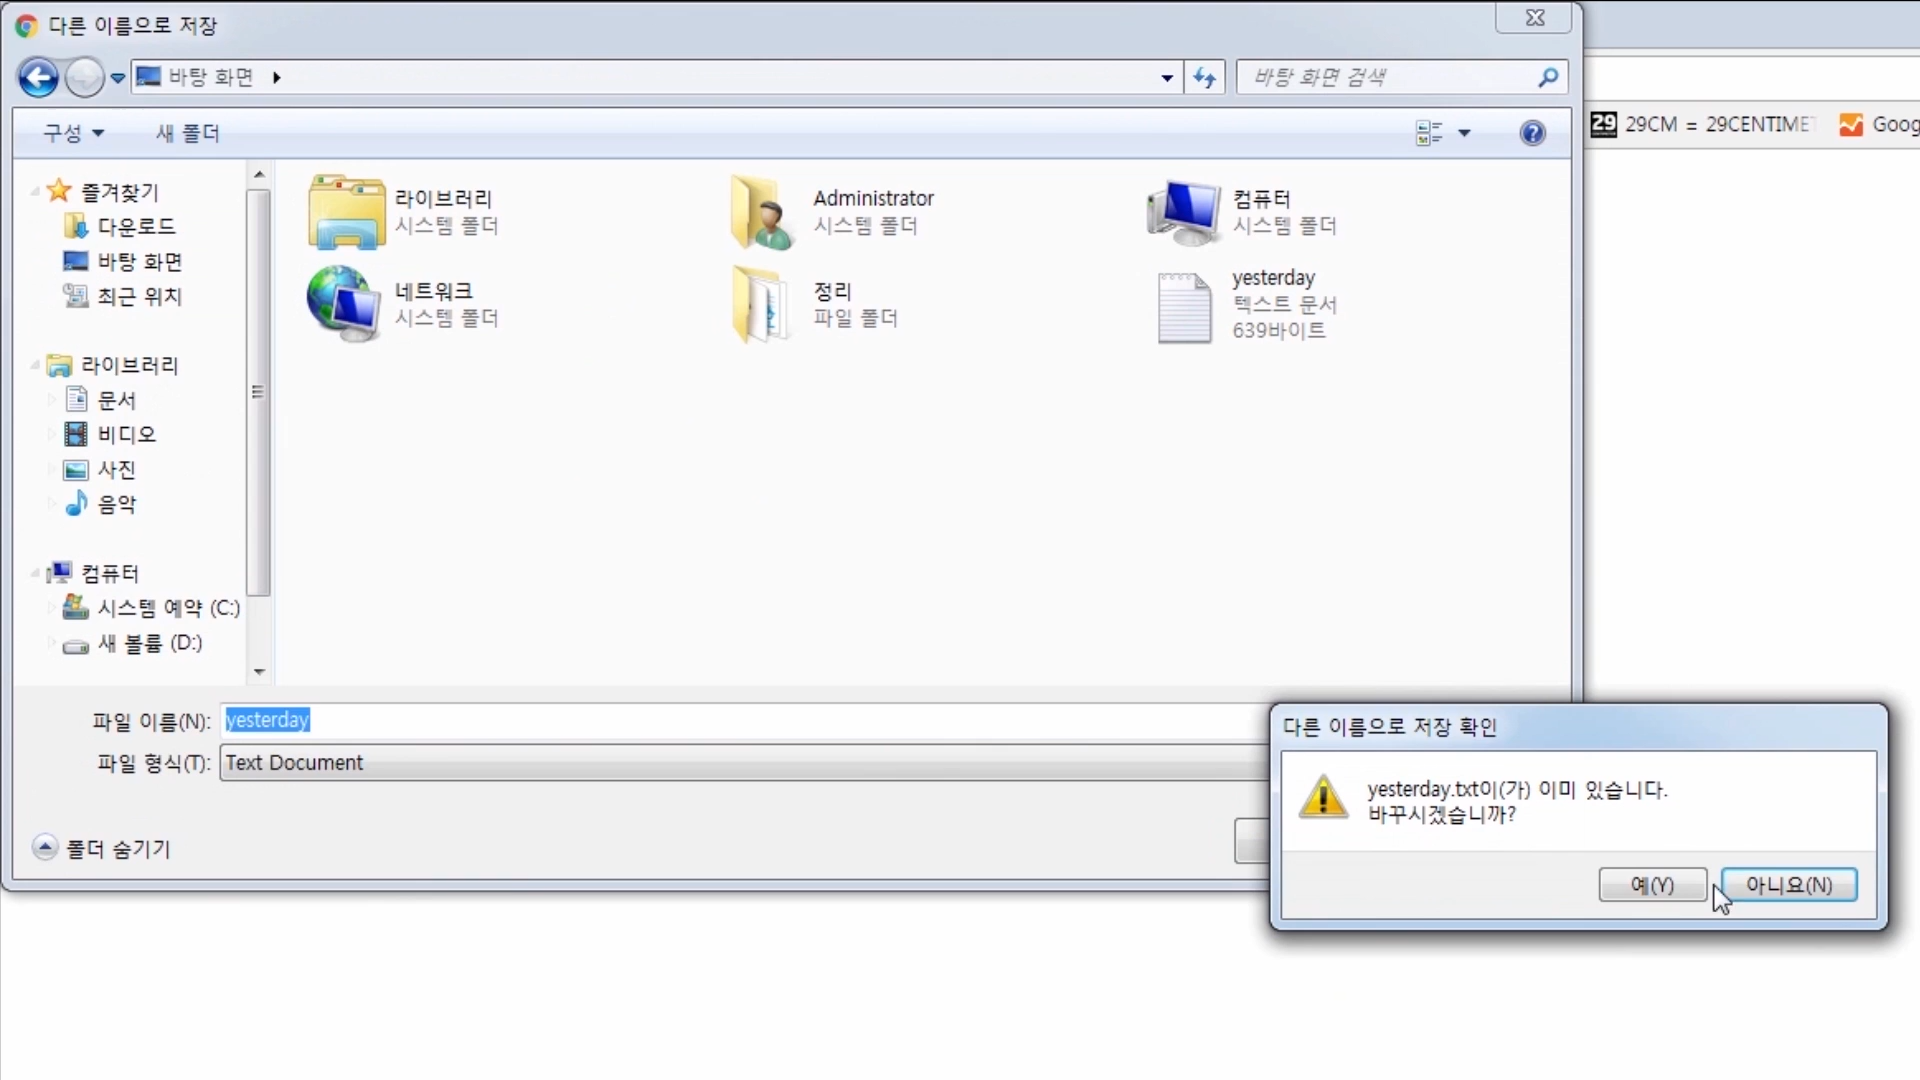 다른 이름으로 저장
바탕 화면
바탕 화면 검색
구성
새 폴더
29CM = 29CENTIMET
Goog
즐겨찾기
다운로드
바탕 화면
최근 위치
라이브러리
문서
비디오
사진
음악
컴퓨터
시스템 예약 (C:)
새 볼륨 (D:)
라이브러리
시스템 폴더
Administrator
시스템 폴더
컴퓨터
시스템 폴더
네트워크
시스템 폴더
정리
파일 폴더
yesterday
텍스트 문서
639바이트
파일 이름(N): yesterday
파일 형식(T): Text Document
폴더 숨기기
다른 이름으로 저장 확인
yesterday.txt이(가) 이미 있습니다.
바꾸시겠습니까?
예(Y)
아니요(N)